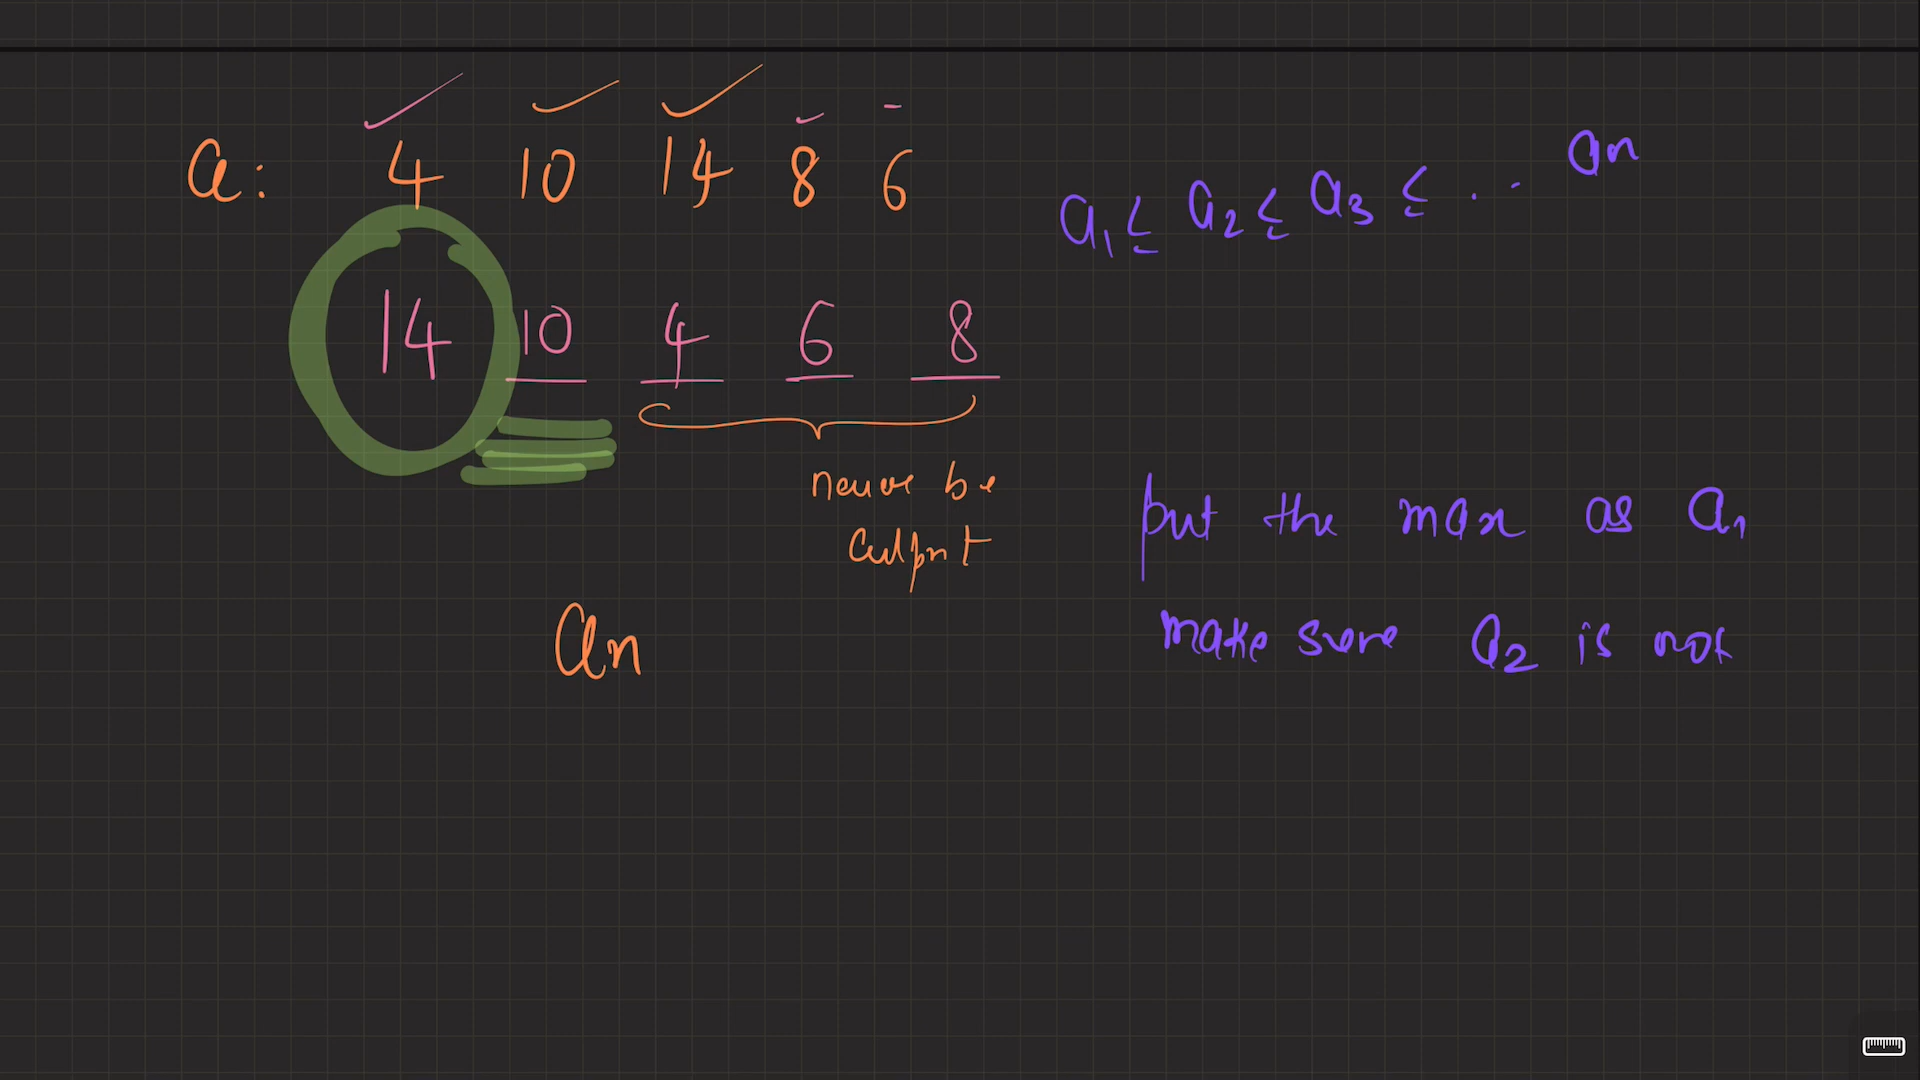 a: 4 10 14 8 6
a1 ≤ a2 ≤ a3 ≤ ... an
14 10 4 6 8
never be
culprit
put the max as a1
make sure a2 is not
an